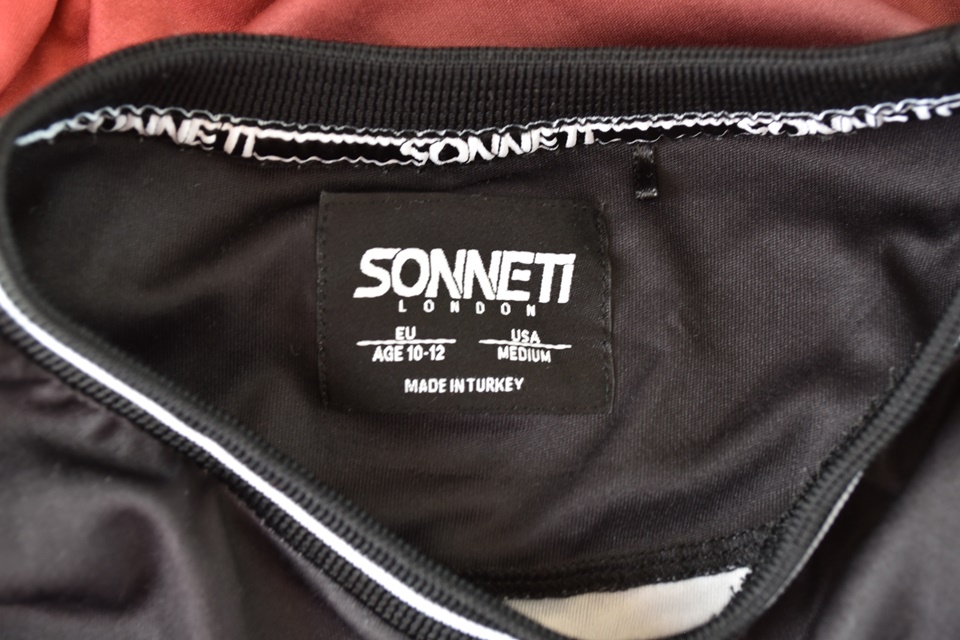 SONNETI SONNETI SONNETI
SONNETI
LONDON
EU USA
AGE 10-12 MEDIUM
MADE IN TURKEY